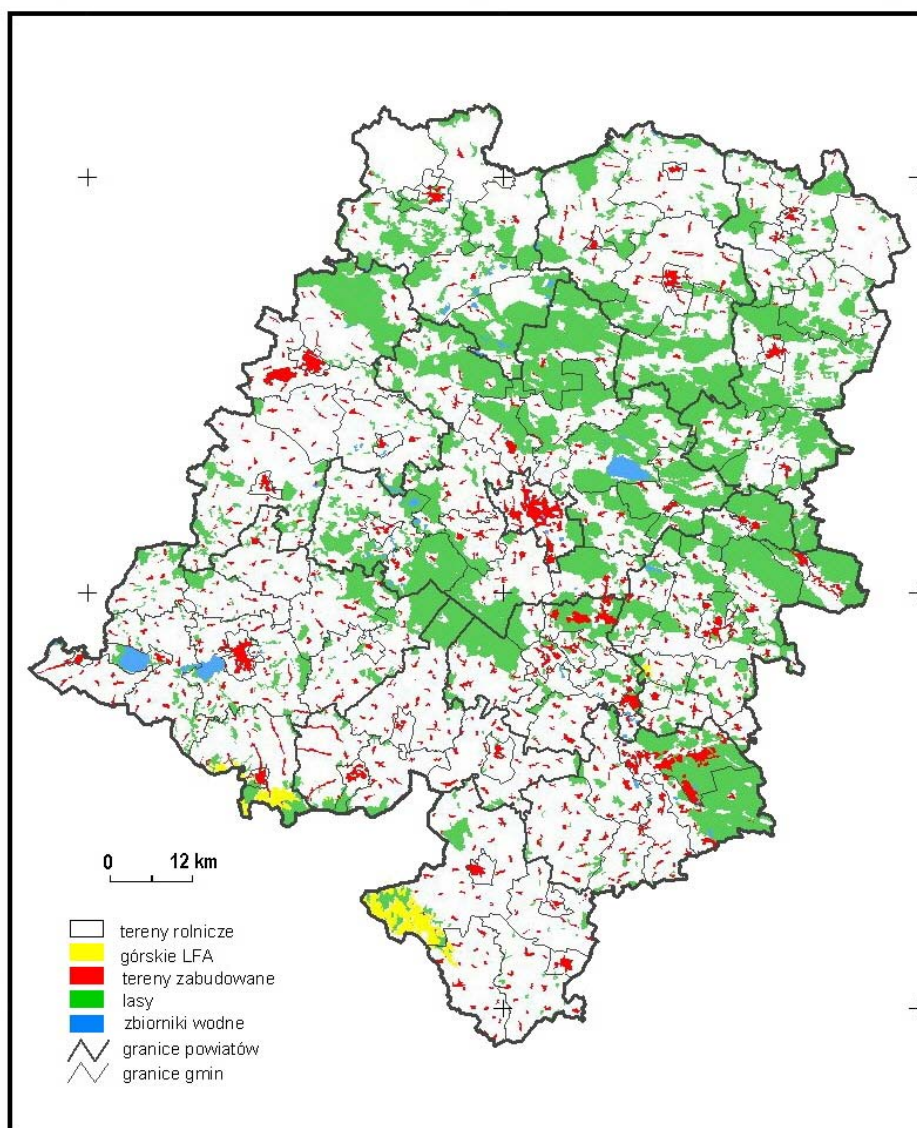 0 12 km
tereny rolnicze
górskie LFA
tereny zabudowane
lasy
zbiorniki wodne
granice powiatów
granice gmin